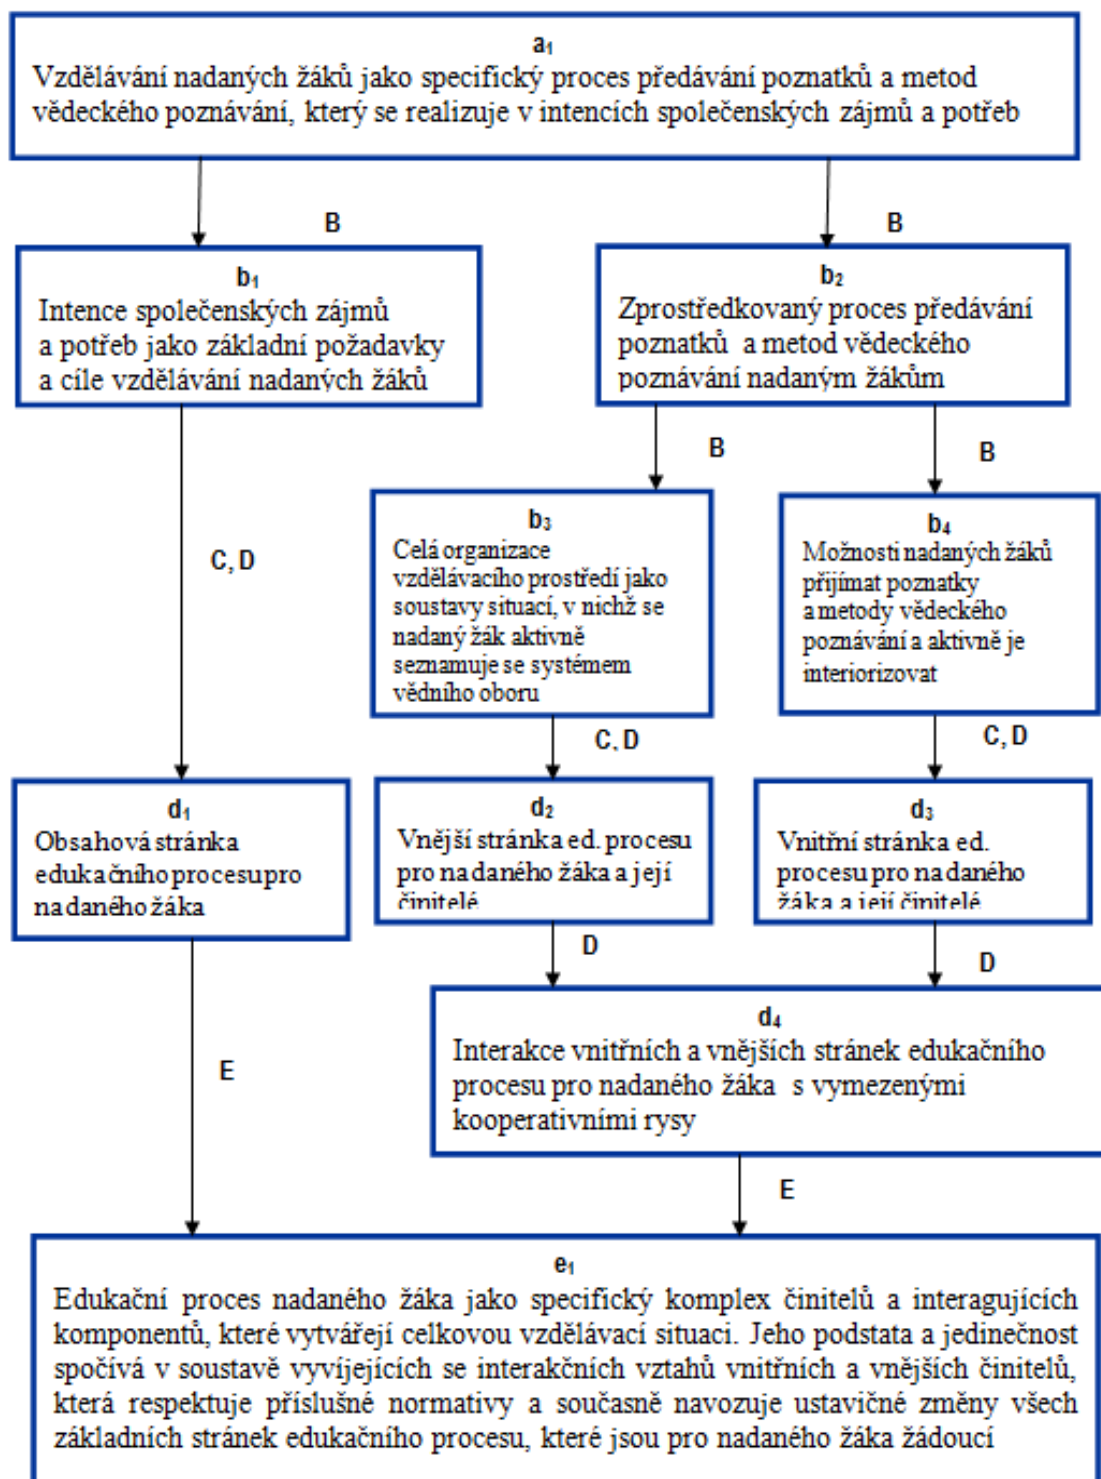 a₁
Vzdělávání nadaných žáků jako specifický proces předávání poznatků a metod
vědeckého poznávání, který se realizuje v intencích společenských zájmů a potřeb
B
B
b₁
Intence společenských zájmů
a potřeb jako základní požadavky
a cíle vzdělávání nadaných žáků
b₂
Zprostředkovaný proces předávání
poznatků a metod vědeckého
poznávání nadaným žákům
B
B
C, D
b₃
Celá organizace
vzdělávacího prostředí jako
soustavy situací, v nichž se
nadaný žák aktivně
seznamuje se systémem
vědního oboru
b₄
Možnosti nadaných žáků
přijímat poznatky
a metody vědeckého
poznávání a aktivně je
interiorizovat
C, D
C, D
d₁
Obsahová stránka
edukačního procesu pro
nadaného žáka
d₂
Vnější stránka ed. procesu
pro nadaného žáka a její
činitelé
d₃
Vnitřní stránka ed.
procesu pro nadaného
žáka a její činitelé
D
D
d₄
Interakce vnitřních a vnějších stránek edukačního
procesu pro nadaného žáka s vymezenými
kooperativními rysy
E
E
e₁
Edukační proces nadaného žáka jako specifický komplex činitelů a interagujících
komponentů, které vytvářejí celkovou vzdělávací situaci. Jeho podstata a jedinečnost
spočívá v soustavě vyvíjejících se interakčních vztahů vnitřních a vnějších činitelů,
která respektuje příslušné normativy a současně navozuje ustavičné změny všech
základních stránek edukačního procesu, které jsou pro nadaného žáka žádoucí